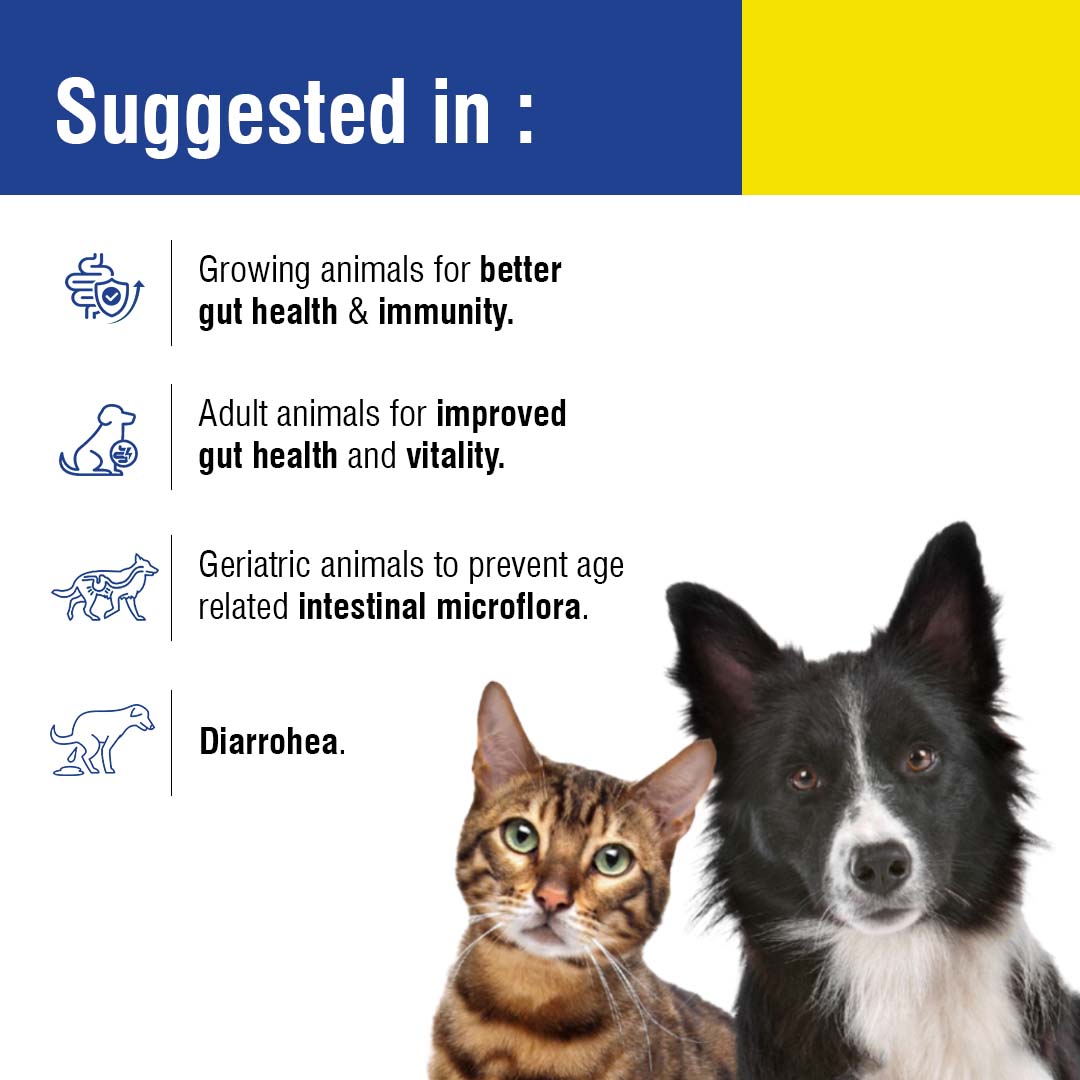 Suggested in :
Growing animals for better
gut health & immunity.
Adult animals for improved
gut health and vitality.
Geriatric animals to prevent age
related intestinal microflora.
Diarrohea.